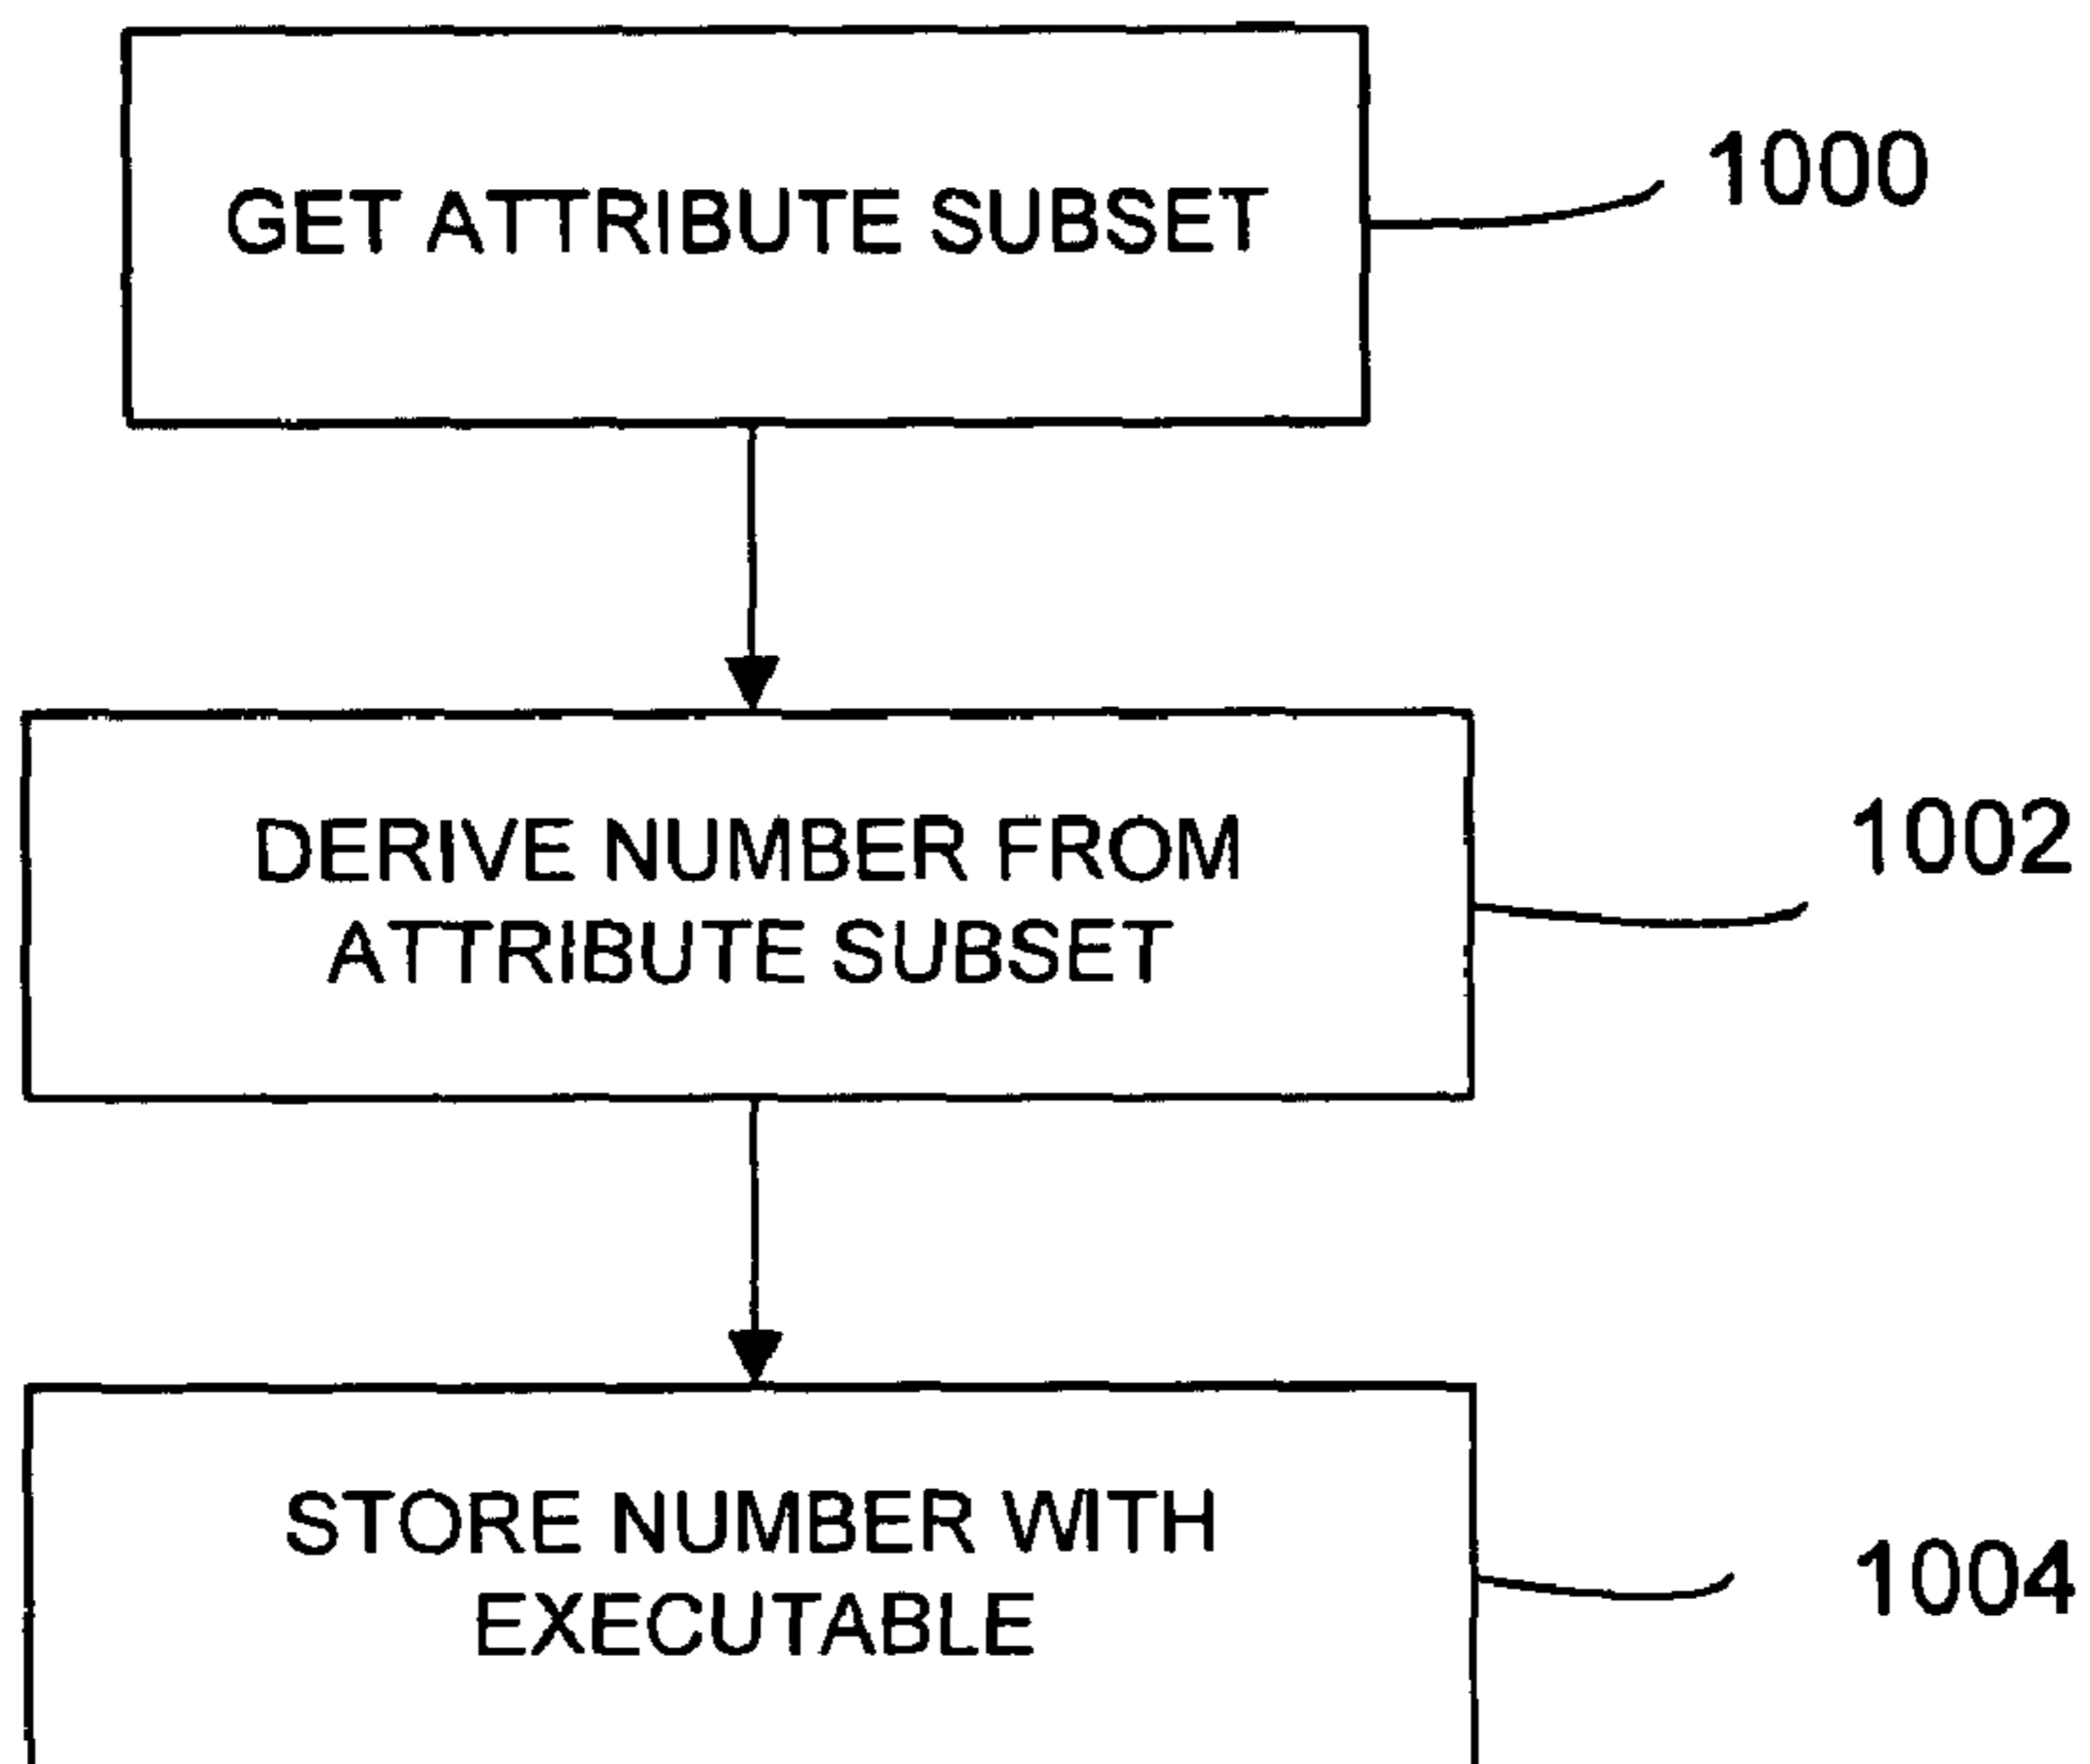 GET ATTRIBUTE SUBSET
1000
DERIVE NUMBER FROM
ATTRIBUTE SUBSET
1002
STORE NUMBER WITH
EXECUTABLE
1004